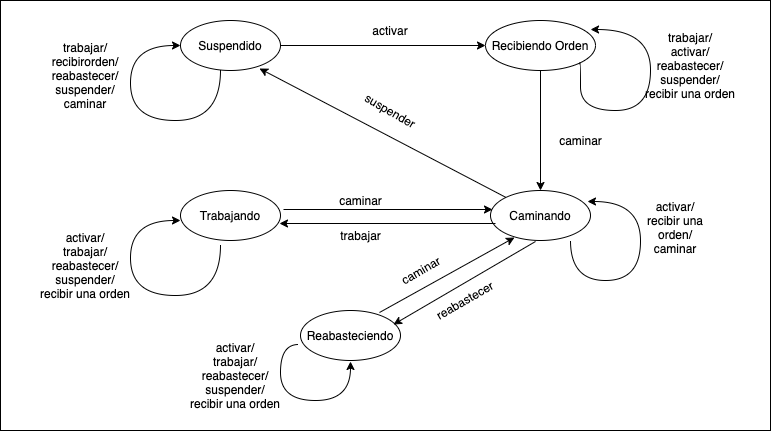 trabajar/
recibirorden/
reabastecer/
suspender/
caminar
Suspendido
activar
Recibiendo Orden
trabajar/
activar/
reabastecer/
suspender/
recibir una orden
suspender
caminar
Trabajando
caminar
trabajar
Caminando
activar/
recibir una
orden/
caminar
activar/
trabajar/
reabastecer/
suspender/
recibir una orden
caminar
reabastecer
Reabasteciendo
activar/
trabajar/
reabastecer/
suspender/
recibir una orden